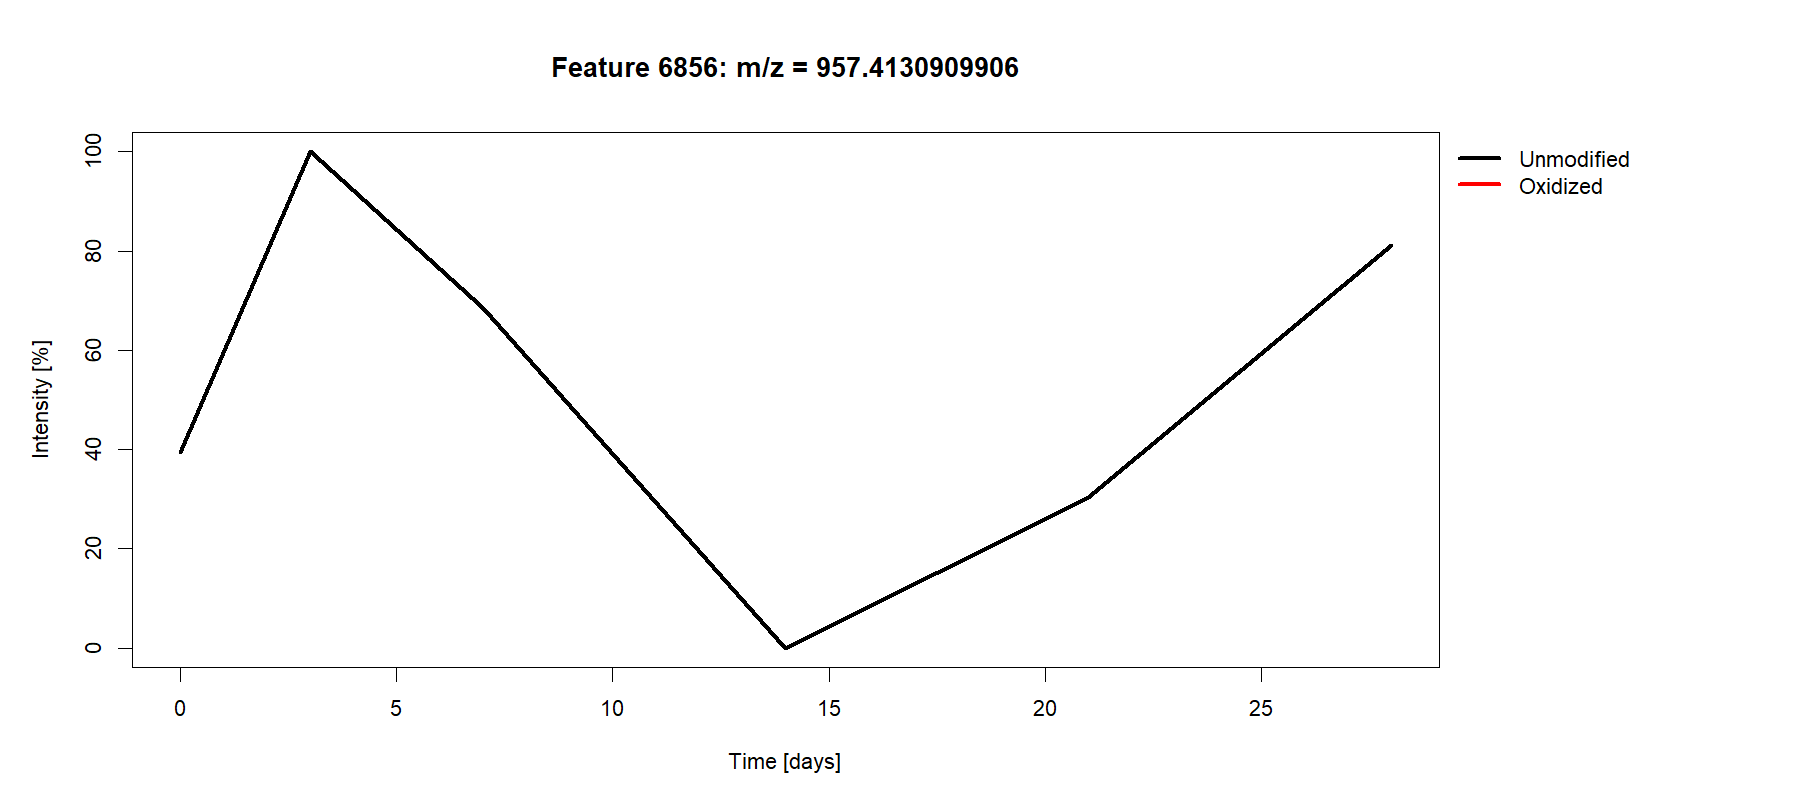 Feature 6856: m/z = 957.4130909906
Unmodified
Oxidized
Intensity [%]
100
80
60
40
20
0
0 5 10 15 20 25
Time [days]